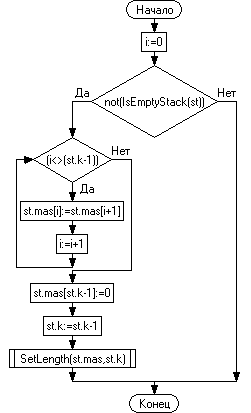 Начало
i:=0
Да
Нет
not(IsEmptyStack(st))
(i<>(st.k-1))
Нет
Да
st.mas[i]:=st.mas[i+1]
i:=i+1
st.mas[st.k-1]:=0
st.k:=st.k-1
SetLength(st.mas,st.k)
Конец